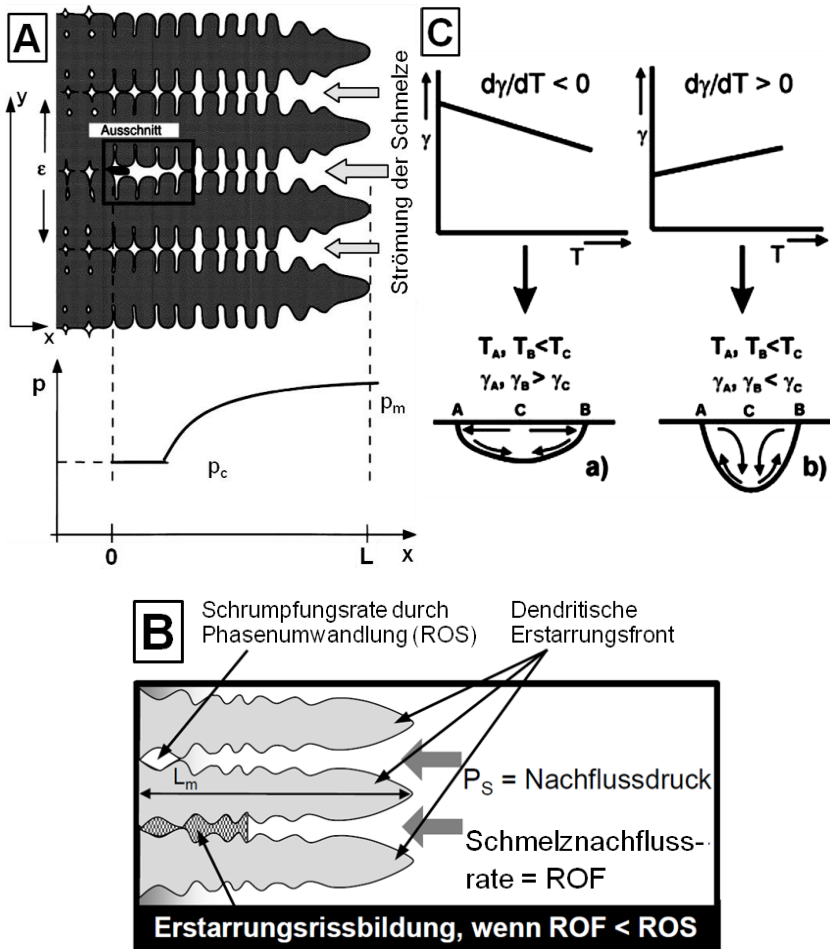 A
y
Ausschnitt
ε
x
Strömung der Schmelze
p
p_m
p_c
0
L
x
C
dγ/dT < 0
γ
T
dγ/dT > 0
γ
T
T_A, T_B<T_C
γ_A, γ_B > γ_C
A C B
a)
T_A, T_B<T_C
γ_A, γ_B < γ_C
A C B
b)
B
Schrumpfungsrate durch
Phasenumwandlung (ROS)
Dendritische
Erstarrungsfront
L_m
P_S = Nachflussdruck
Schmelznachfluss-
rate = ROF
Erstarrungsrissbildung, wenn ROF < ROS